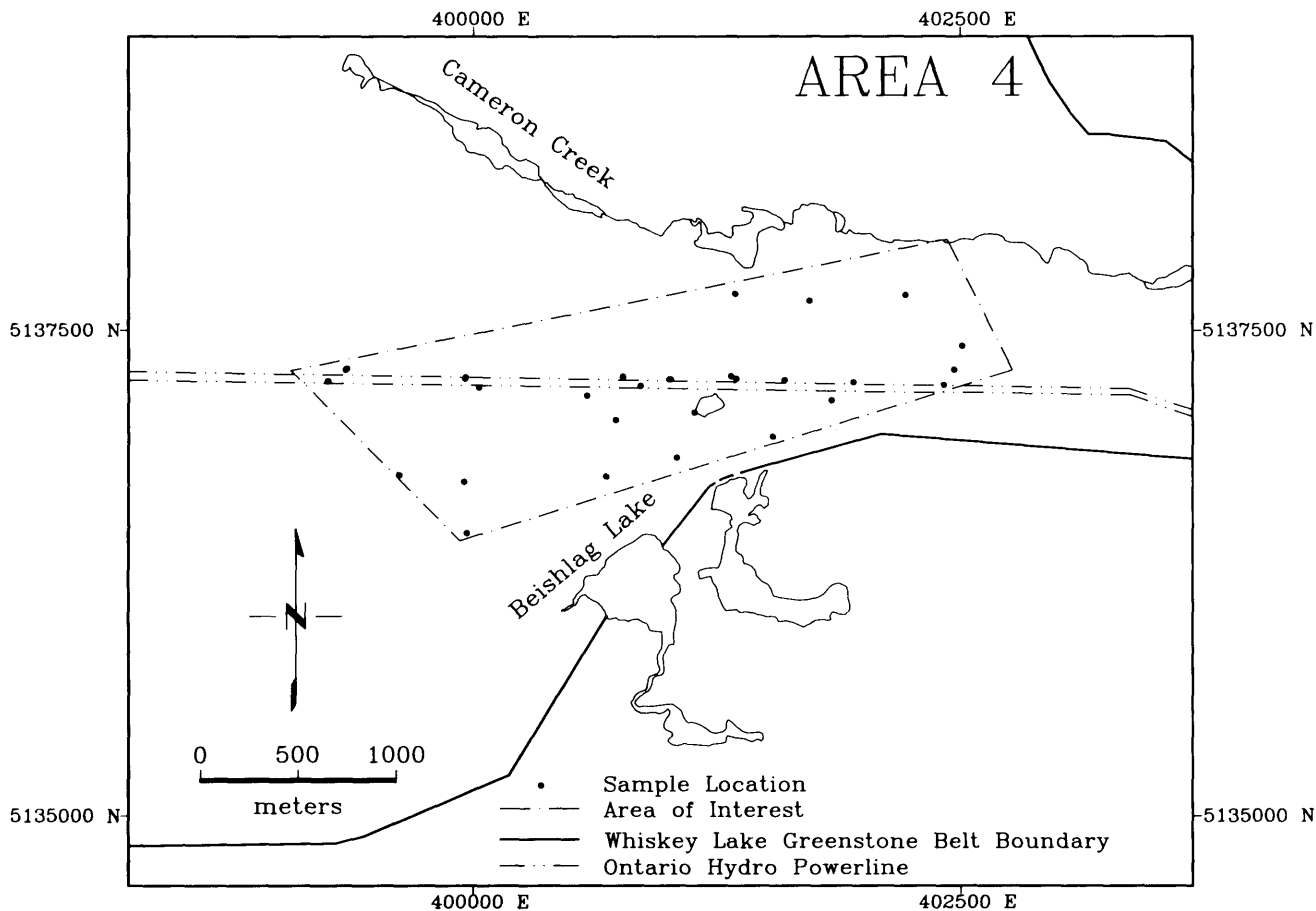 400000 E
402500 E
AREA 4
Cameron Creek
5137500 N
5137500 N
Beishlag Lake
N
0 500 1000
meters
Sample Location
Area of Interest
Whiskey Lake Greenstone Belt Boundary
Ontario Hydro Powerline
5135000 N
5135000 N
400000 E
402500 E